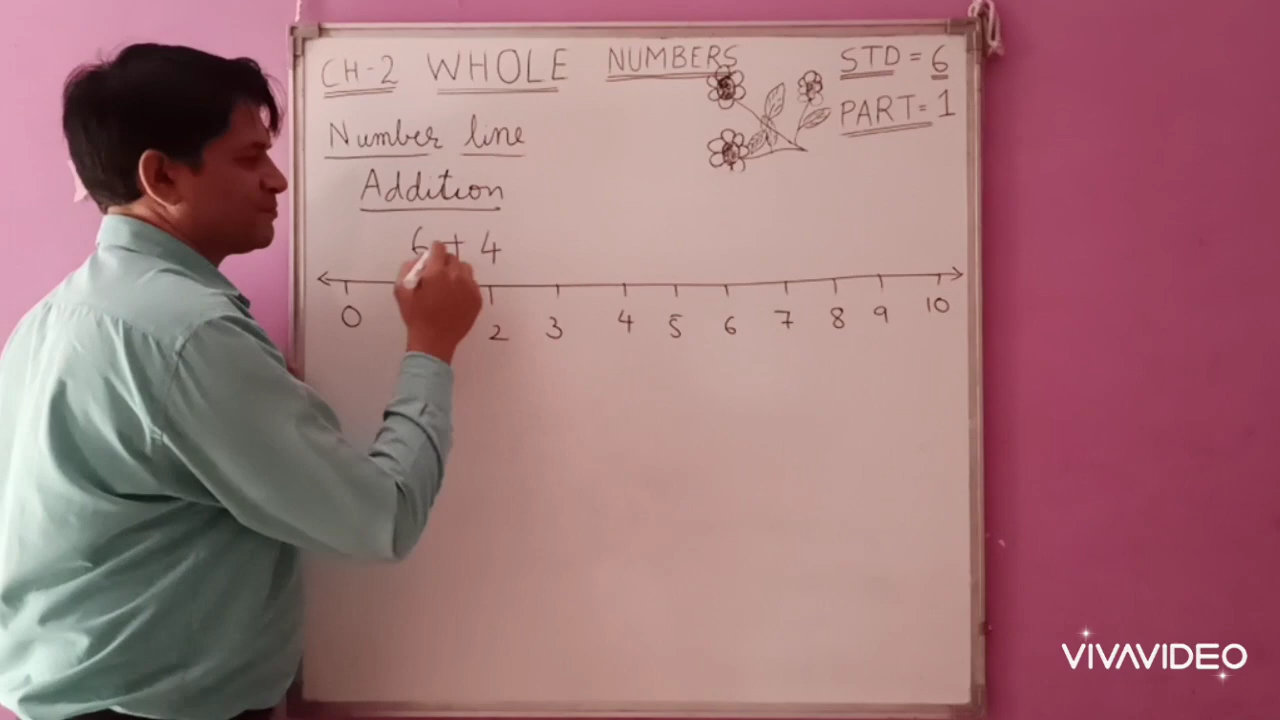 CH-2 WHOLE NUMBERS
STD = 6
PART = 1
Number line
Addition
6 + 4
0 2 3 4 5 6 7 8 9 10
VIVAVIDEO